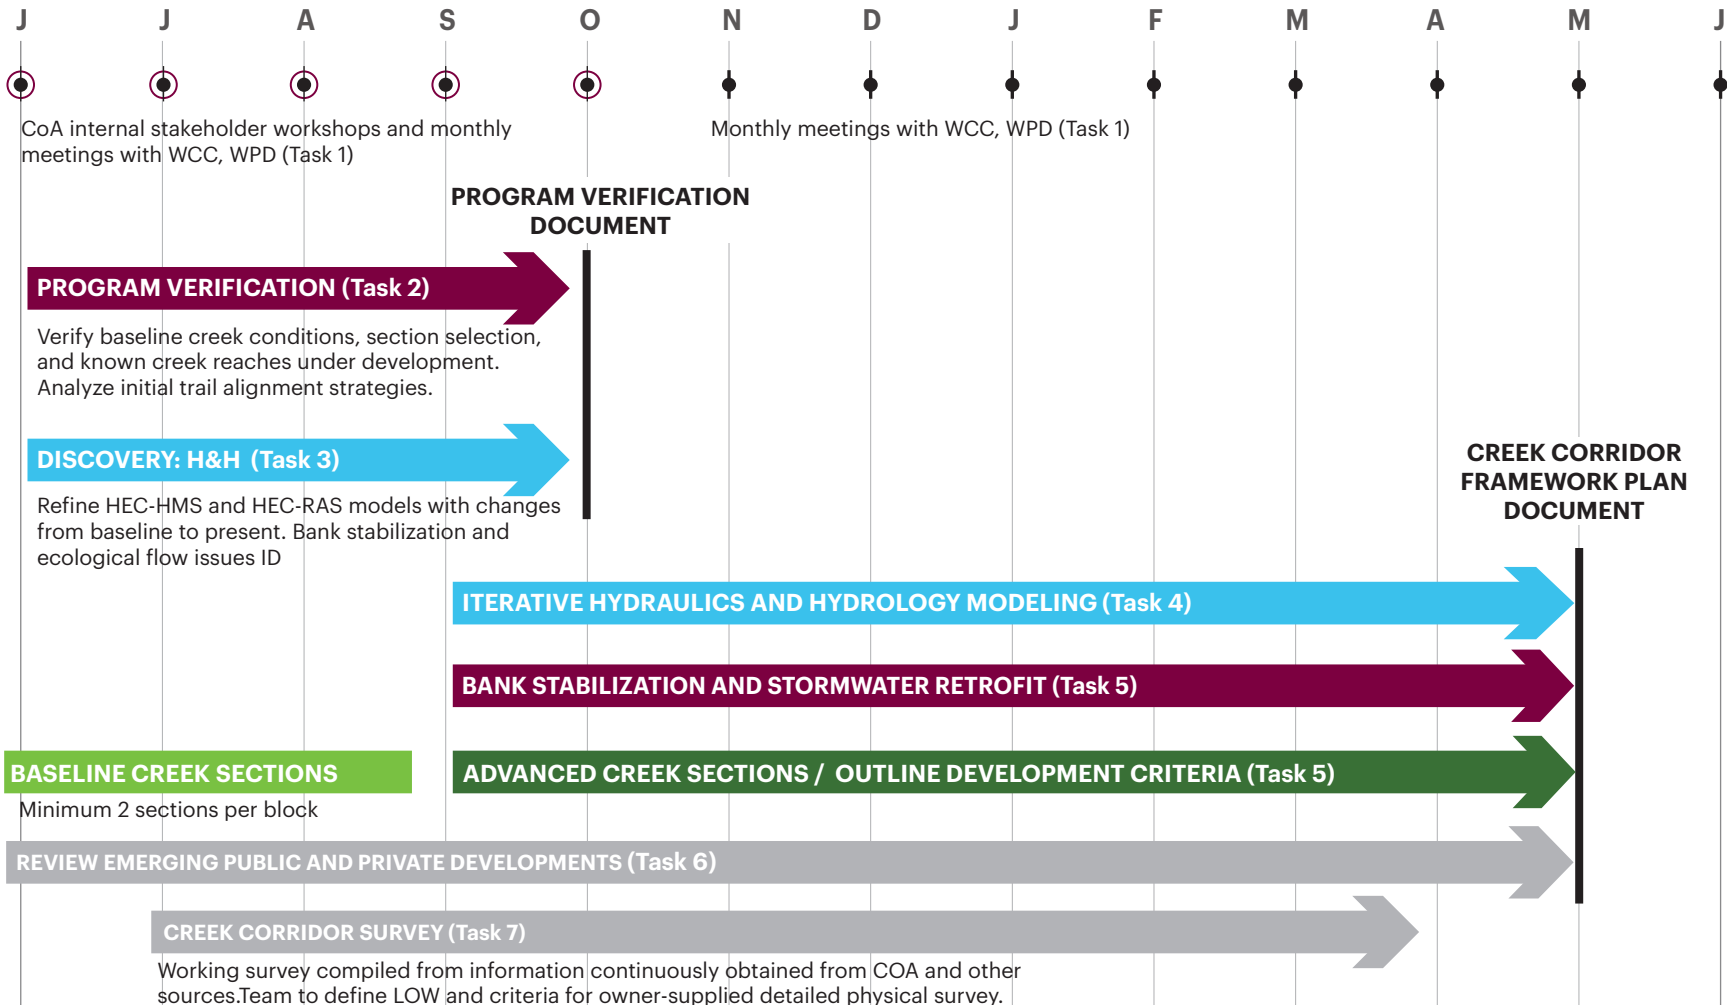 J J A S O N D J F M A M J
CoA internal stakeholder workshops and monthly
meetings with WCC, WPD (Task 1)
Monthly meetings with WCC, WPD (Task 1)
PROGRAM VERIFICATION
DOCUMENT
PROGRAM VERIFICATION (Task 2)
Verify baseline creek conditions, section selection,
and known creek reaches under development.
Analyze initial trail alignment strategies.
DISCOVERY: H&H (Task 3)
Refine HEC-HMS and HEC-RAS models with changes
from baseline to present. Bank stabilization and
ecological flow issues ID
CREEK CORRIDOR
FRAMEWORK PLAN
DOCUMENT
ITERATIVE HYDRAULICS AND HYDROLOGY MODELING (Task 4)
BANK STABILIZATION AND STORMWATER RETROFIT (Task 5)
BASELINE CREEK SECTIONS
Minimum 2 sections per block
ADVANCED CREEK SECTIONS / OUTLINE DEVELOPMENT CRITERIA (Task 5)
REVIEW EMERGING PUBLIC AND PRIVATE DEVELOPMENTS (Task 6)
CREEK CORRIDOR SURVEY (Task 7)
Working survey compiled from information continuously obtained from COA and other
sources.Team to define LOW and criteria for owner-supplied detailed physical survey.